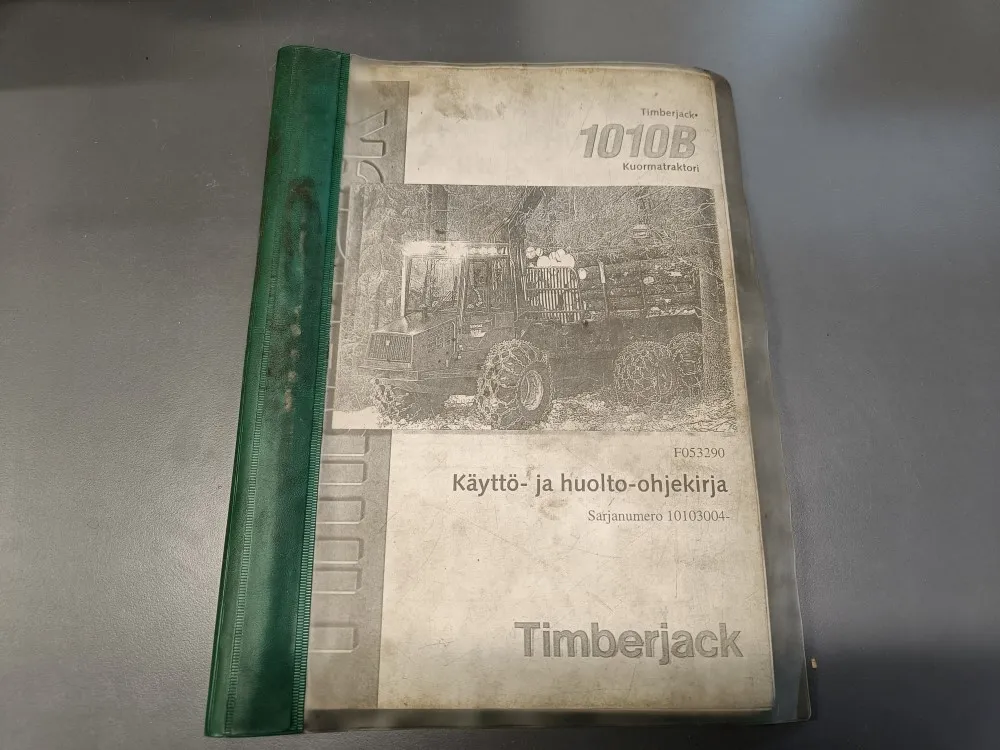 Timberjack•
1010B
Kuormatraktori
F053290
Käyttö- ja huolto-ohjekirja
Sarjanumero 10103004-
Timberjack